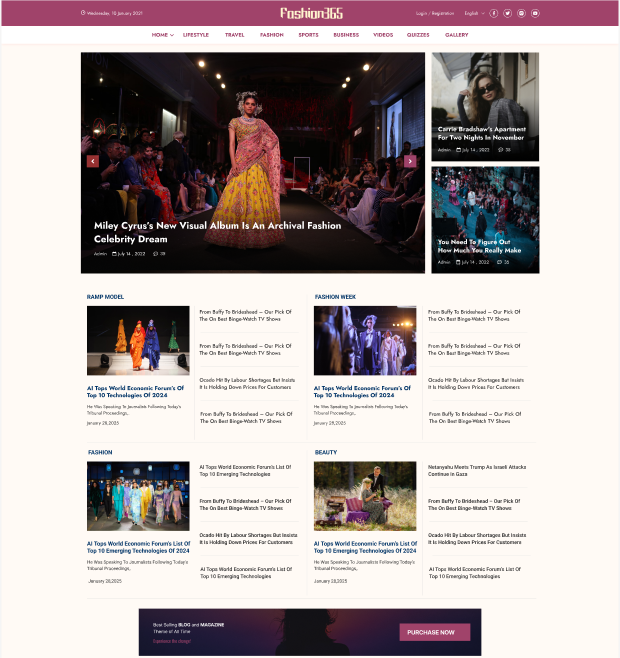 Wednesday, 10 January 2021
Fashion365
Login / Registration
English
HOME
LIFESTYLE
TRAVEL
FASHION
SPORTS
BUSINESS
VIDEOS
QUIZZES
GALLERY
Miley Cyrus's New Visual Album Is An Archival Fashion
Celebrity Dream
Admin
July 14 , 2022
35
Carrie Bradshaw's Apartment
For Two Nights In November
Admin
July 14 , 2022
35
You Need To Figure Out
How Much You Really Make
Admin
July 14 , 2022
35
RAMP MODEL
AI Tops World Economic Forum's Of
Top 10 Technologies Of 2024
He Was Speaking To Journalists Following Today's
Tribunal Proceedings,.
January 28,2025
From Buffy To Brideshead – Our Pick Of
The On Best Binge-Watch TV Shows
From Buffy To Brideshead – Our Pick Of
The On Best Binge-Watch TV Shows
Ocado Hit By Labour Shortages But Insists
It Is Holding Down Prices For Customers
From Buffy To Brideshead – Our Pick Of
The On Best Binge-Watch TV Shows
FASHION WEEK
AI Tops World Economic Forum's Of
Top 10 Technologies Of 2024
He Was Speaking To Journalists Following Today's
Tribunal Proceedings,.
January 28,2025
From Buffy To Brideshead – Our Pick Of
The On Best Binge-Watch TV Shows
From Buffy To Brideshead – Our Pick Of
The On Best Binge-Watch TV Shows
Ocado Hit By Labour Shortages But Insists
It Is Holding Down Prices For Customers
From Buffy To Brideshead – Our Pick Of
The On Best Binge-Watch TV Shows
FASHION
AI Tops World Economic Forum's List Of
Top 10 Emerging Technologies Of 2024
He Was Speaking To Journalists Following Today's
Tribunal Proceedings,.
January 28,2025
AI Tops World Economic Forum's List Of
Top 10 Emerging Technologies
From Buffy To Brideshead – Our Pick Of
The On Best Binge-Watch TV Shows
Ocado Hit By Labour Shortages But Insists
It Is Holding Down Prices For Customers
AI Tops World Economic Forum's List Of
Top 10 Emerging Technologies
BEAUTY
AI Tops World Economic Forum's List Of
Top 10 Emerging Technologies Of 2024
He Was Speaking To Journalists Following Today's
Tribunal Proceedings,.
January 28,2025
Netanyahu Meets Trump As Israeli Attacks
Continue In Gaza
From Buffy To Brideshead – Our Pick Of
The On Best Binge-Watch TV Shows
Ocado Hit By Labour Shortages But Insists
It Is Holding Down Prices For Customers
AI Tops World Economic Forum's List Of
Top 10 Emerging Technologies
Best Selling BLOG and MAGAZINE
Theme of All Time
Experience the change!
PURCHASE NOW